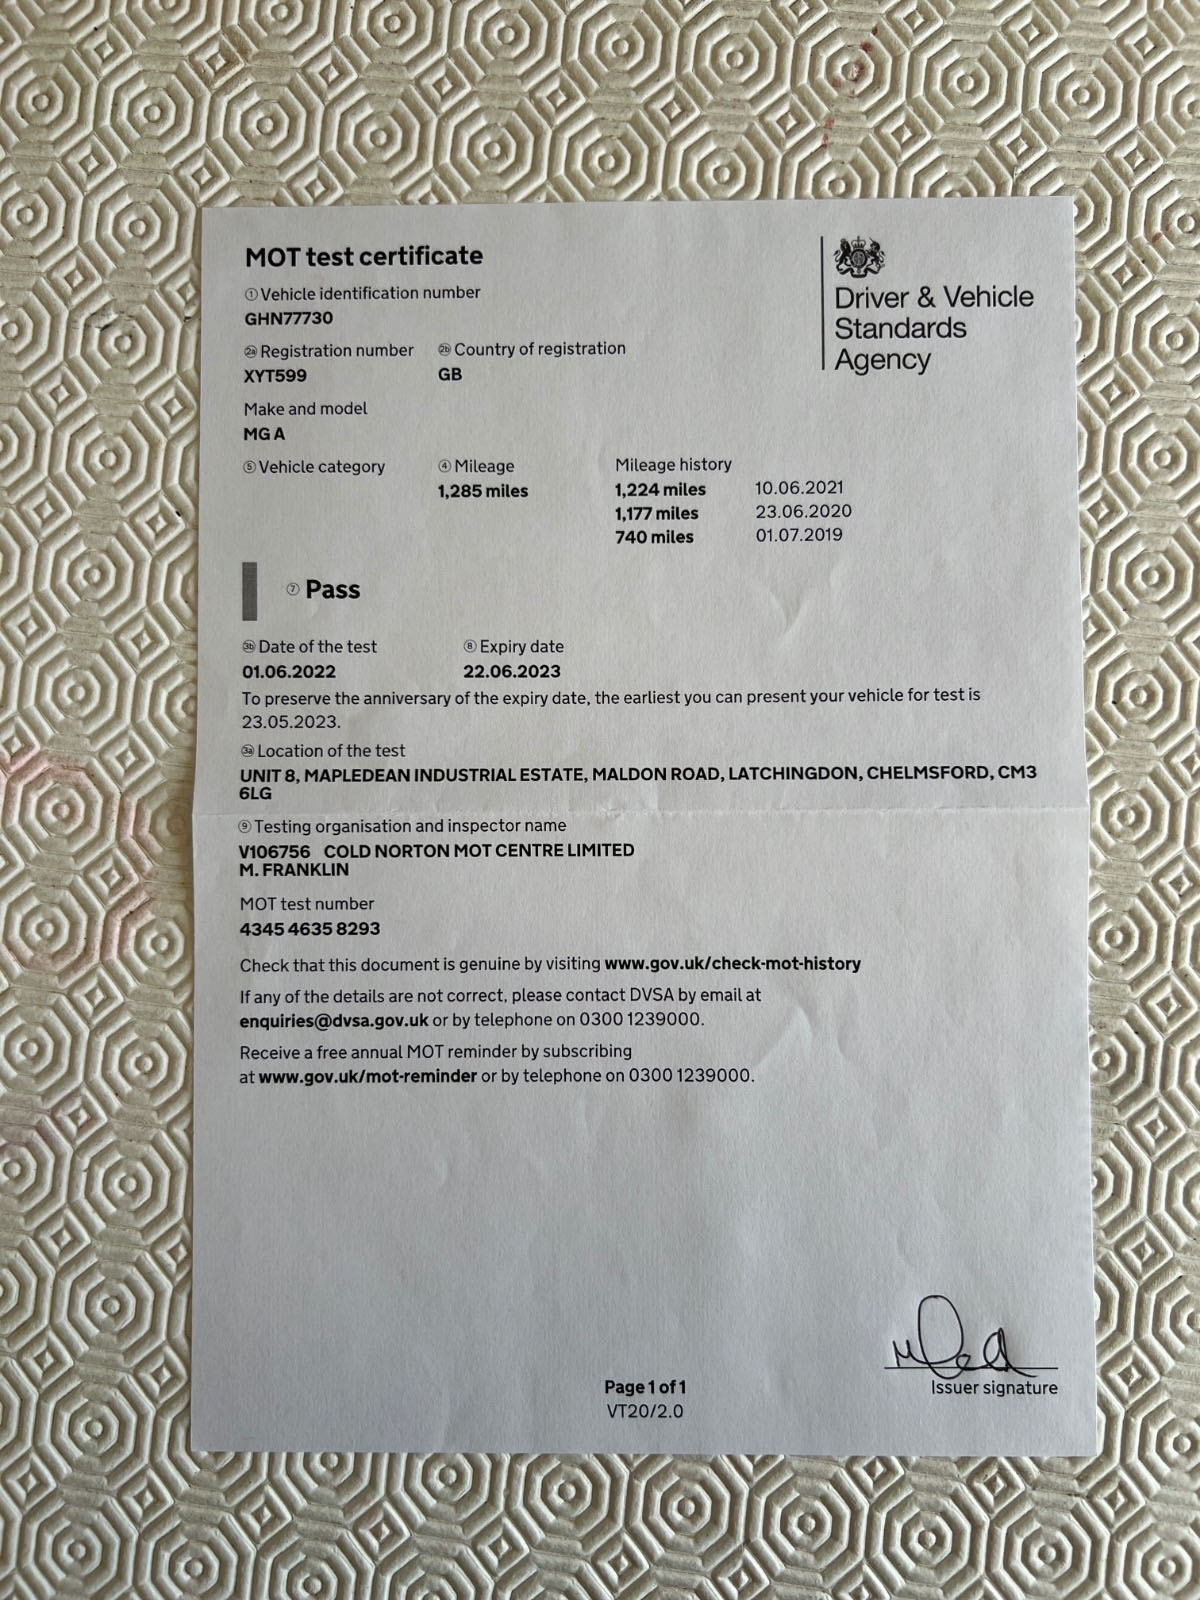 MOT test certificate
① Vehicle identification number
GHN77730
2a Registration number 2b Country of registration
XYT599 GB
Make and model
MG A
⑤ Vehicle category ④ Mileage Mileage history
1,285 miles 1,224 miles 10.06.2021
1,177 miles 23.06.2020
740 miles 01.07.2019
Driver & Vehicle
Standards
Agency
⑦ Pass
3b Date of the test ⑧ Expiry date
01.06.2022 22.06.2023
To preserve the anniversary of the expiry date, the earliest you can present your vehicle for test is
23.05.2023.
3a Location of the test
UNIT 8, MAPLEDEAN INDUSTRIAL ESTATE, MALDON ROAD, LATCHINGDON, CHELMSFORD, CM3
6LG
⑨ Testing organisation and inspector name
V106756 COLD NORTON MOT CENTRE LIMITED
M. FRANKLIN
MOT test number
4345 4635 8293
Check that this document is genuine by visiting www.gov.uk/check-mot-history
If any of the details are not correct, please contact DVSA by email at
enquiries@dvsa.gov.uk or by telephone on 0300 1239000.
Receive a free annual MOT reminder by subscribing
at www.gov.uk/mot-reminder or by telephone on 0300 1239000.
Issuer signature
Page 1 of 1
VT20/2.0